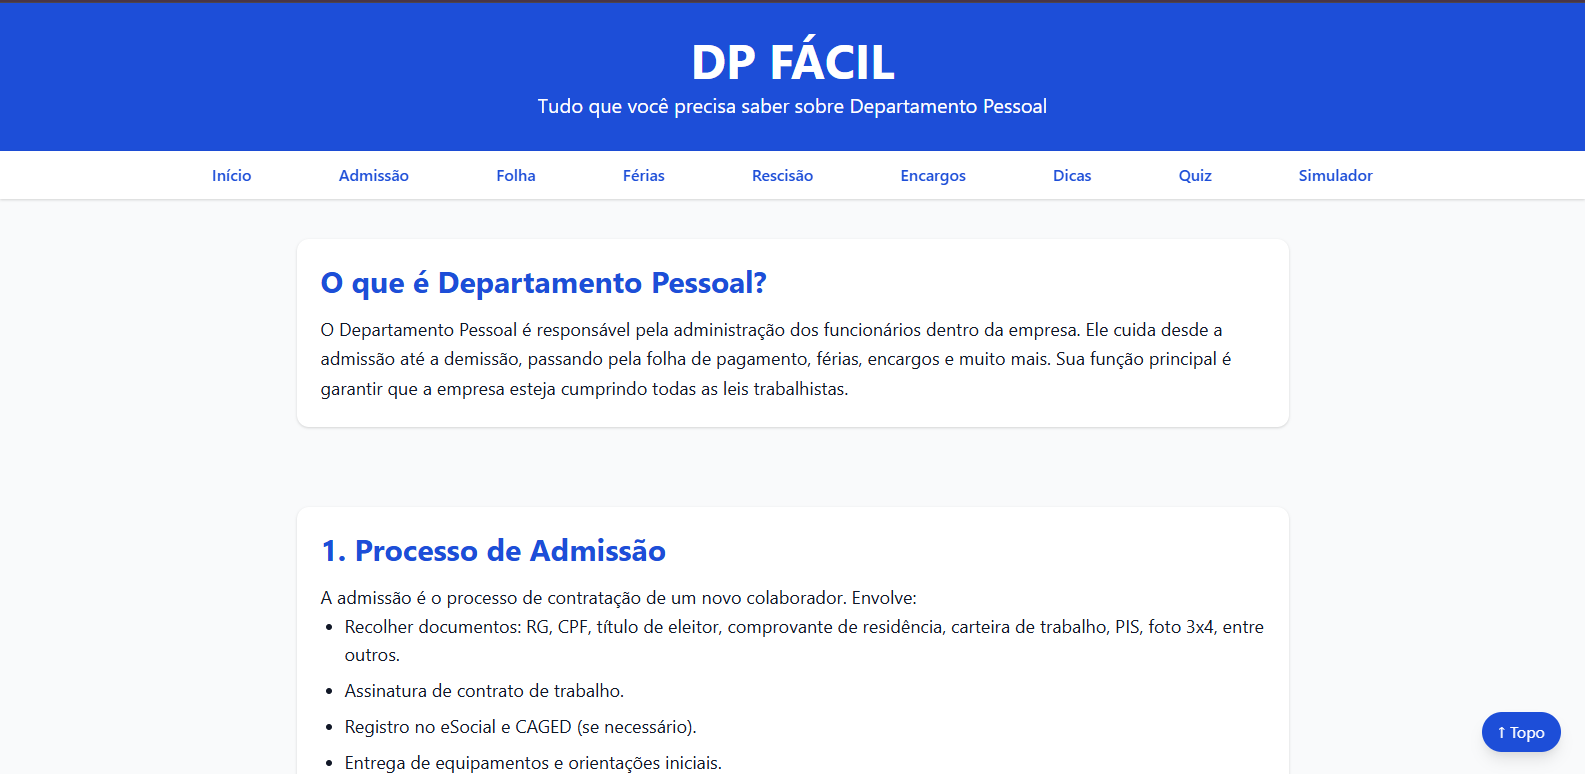 DP FÁCIL
Tudo que você precisa saber sobre Departamento Pessoal
Início Admissão Folha Férias Rescisão Encargos Dicas Quiz Simulador
O que é Departamento Pessoal?
O Departamento Pessoal é responsável pela administração dos funcionários dentro da empresa. Ele cuida desde a
admissão até a demissão, passando pela folha de pagamento, férias, encargos e muito mais. Sua função principal é
garantir que a empresa esteja cumprindo todas as leis trabalhistas.
1. Processo de Admissão
A admissão é o processo de contratação de um novo colaborador. Envolve:
• Recolher documentos: RG, CPF, título de eleitor, comprovante de residência, carteira de trabalho, PIS, foto 3x4, entre
outros.
• Assinatura de contrato de trabalho.
• Registro no eSocial e CAGED (se necessário).
• Entrega de equipamentos e orientações iniciais.
↑ Topo